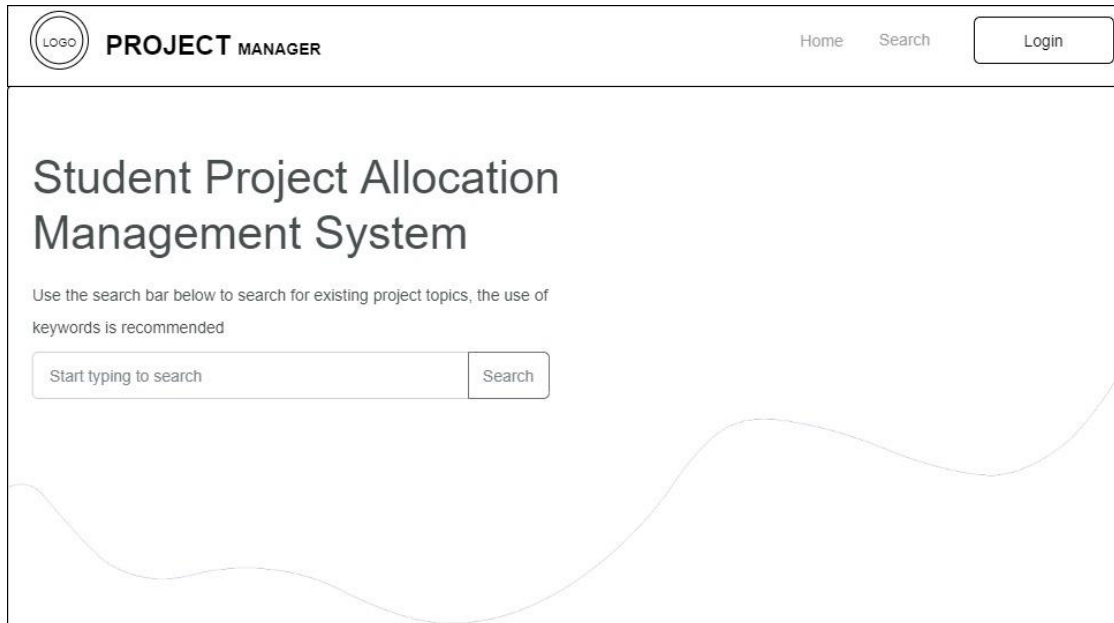 LOGO
PROJECT MANAGER
Home
Search
Login
Student Project Allocation
Management System
Use the search bar below to search for existing project topics, the use of
keywords is recommended
Start typing to search
Search